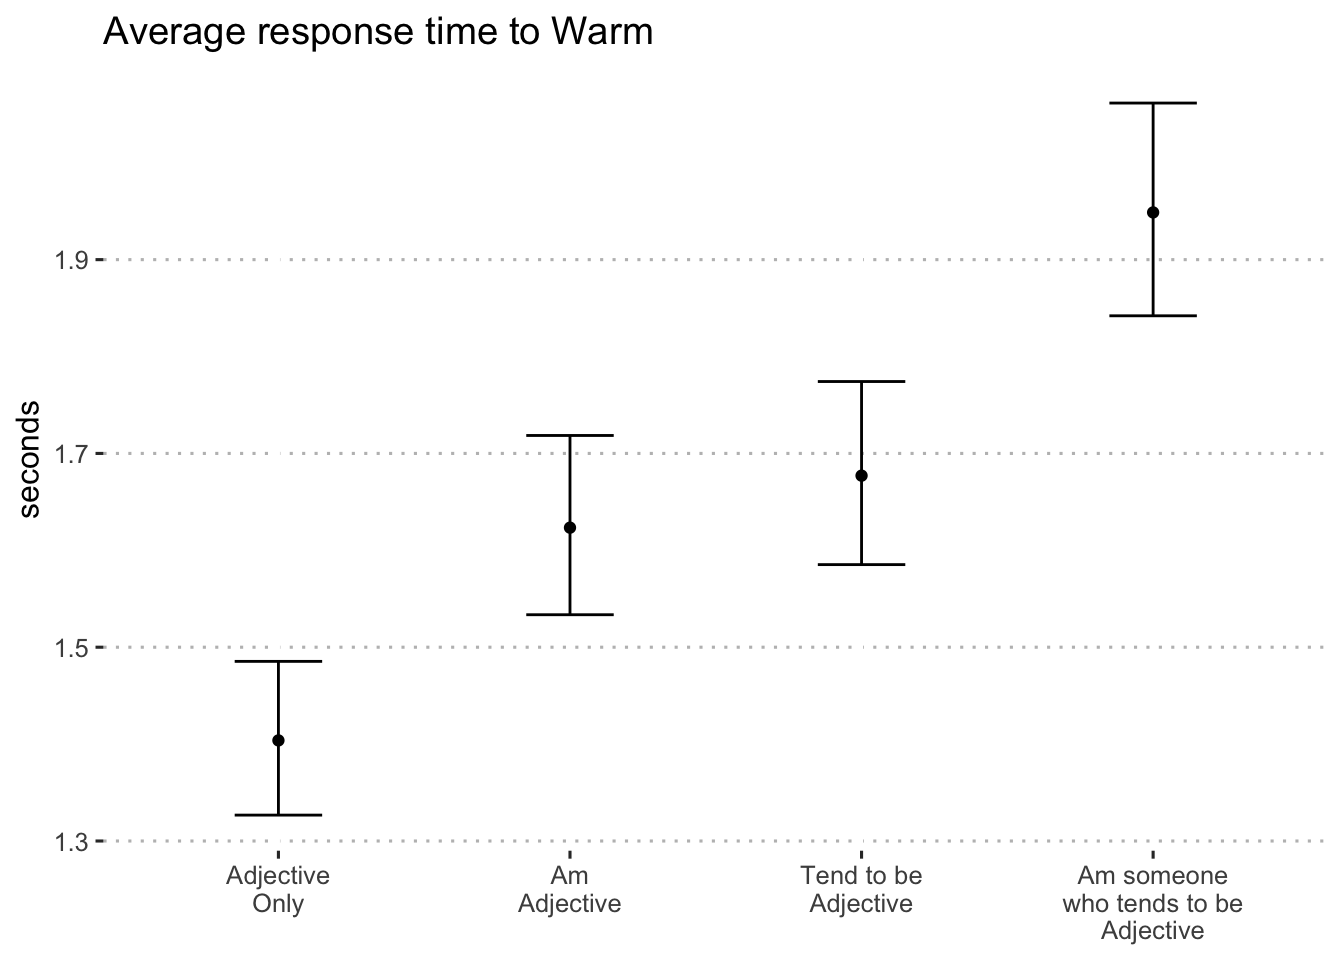 Average response time to Warm
seconds
1.9
1.7
1.5
1.3
Adjective
Only
Am
Adjective
Tend to be
Adjective
Am someone
who tends to be
Adjective